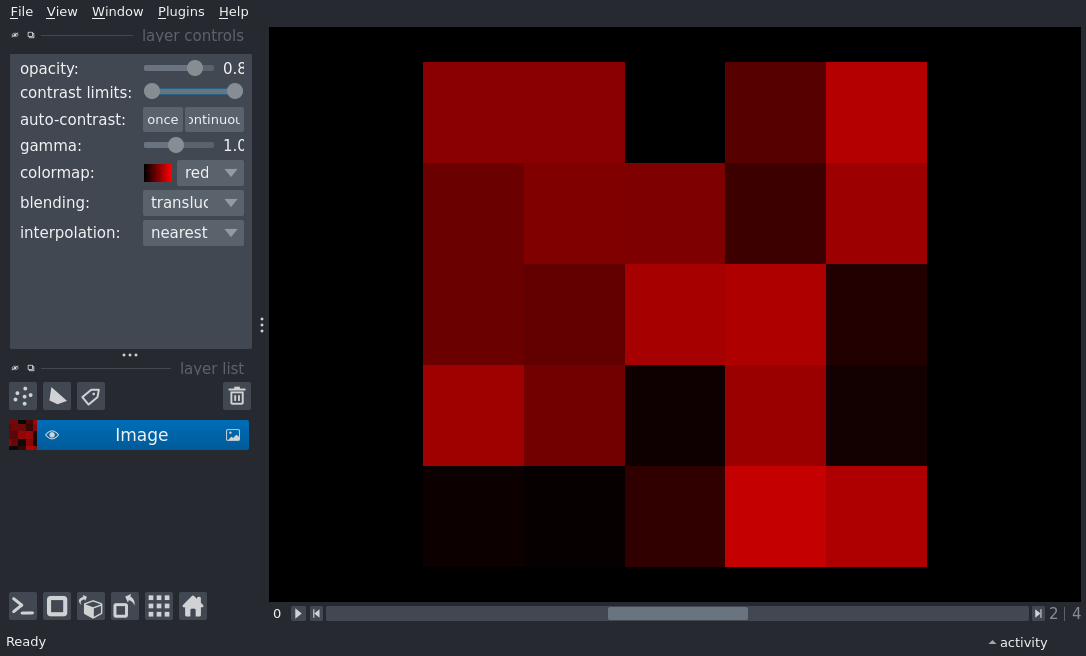 File View Window Plugins Help
layer controls
opacity: 0.8
contrast limits:
auto-contrast: once ontinuou
gamma: 1.0
colormap: red
blending: transluc
interpolation: nearest
layer list
Image
0 2 | 4
Ready
activity